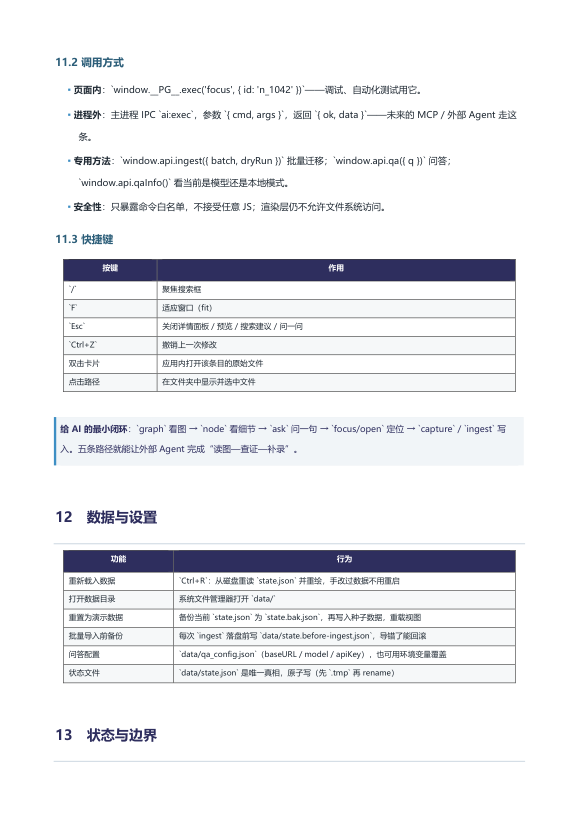 11.2 调用方式
• 页面内：`window.__PG__.exec('focus', { id: 'n_1042' })`——调试、自动化测试用它。
• 进程外：主进程 IPC `ai:exec`，参数 `{ cmd, args }`，返回 `{ ok, data }`——未来的 MCP / 外部 Agent 走这
条。
• 专用方法：`window.api.ingest({ batch, dryRun })` 批量迁移；`window.api.qa({ q })` 问答；
`window.api.qaInfo()` 看当前是模型还是本地模式。
• 安全性：只暴露命令白名单，不接受任意 JS；渲染层仍不允许文件系统访问。
11.3 快捷键
按键 作用
`/` 聚焦搜索框
`F` 适应窗口（fit）
`Esc` 关闭详情面板 / 预览 / 搜索建议 / 问一问
`Ctrl+Z` 撤销上一次修改
双击卡片 应用内打开该条目的原始文件
点击路径 在文件夹中显示并选中文件
给 AI 的最小闭环：`graph` 看图 → `node` 看细节 → `ask` 问一句 → `focus/open` 定位 → `capture` / `ingest` 写
入。五条路径就能让外部 Agent 完成“读图—查证—补录”。
12 数据与设置
功能 行为
重新载入数据 `Ctrl+R`：从磁盘重读 `state.json` 并重绘，手改过数据不用重启
打开数据目录 系统文件管理器打开 `data/`
重置为演示数据 备份当前 `state.json` 为 `state.bak.json`，再写入种子数据，重载视图
批量导入前备份 每次 `ingest` 落盘前写 `data/state.before-ingest.json`，导错了能回滚
问答配置 `data/qa_config.json`（baseURL / model / apiKey），也可用环境变量覆盖
状态文件 `data/state.json` 是唯一真相，原子写（先 `.tmp` 再 rename）
13 状态与边界